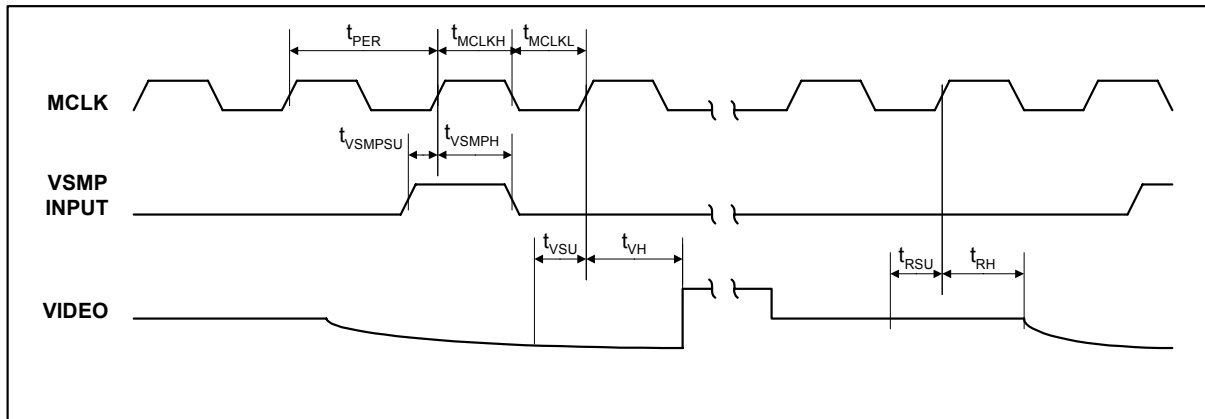 tPER tMCLKH tMCLKL
MCLK
tVSMPSU tVSMPH
VSMP
INPUT
tVSU tVH tRSU tRH
VIDEO